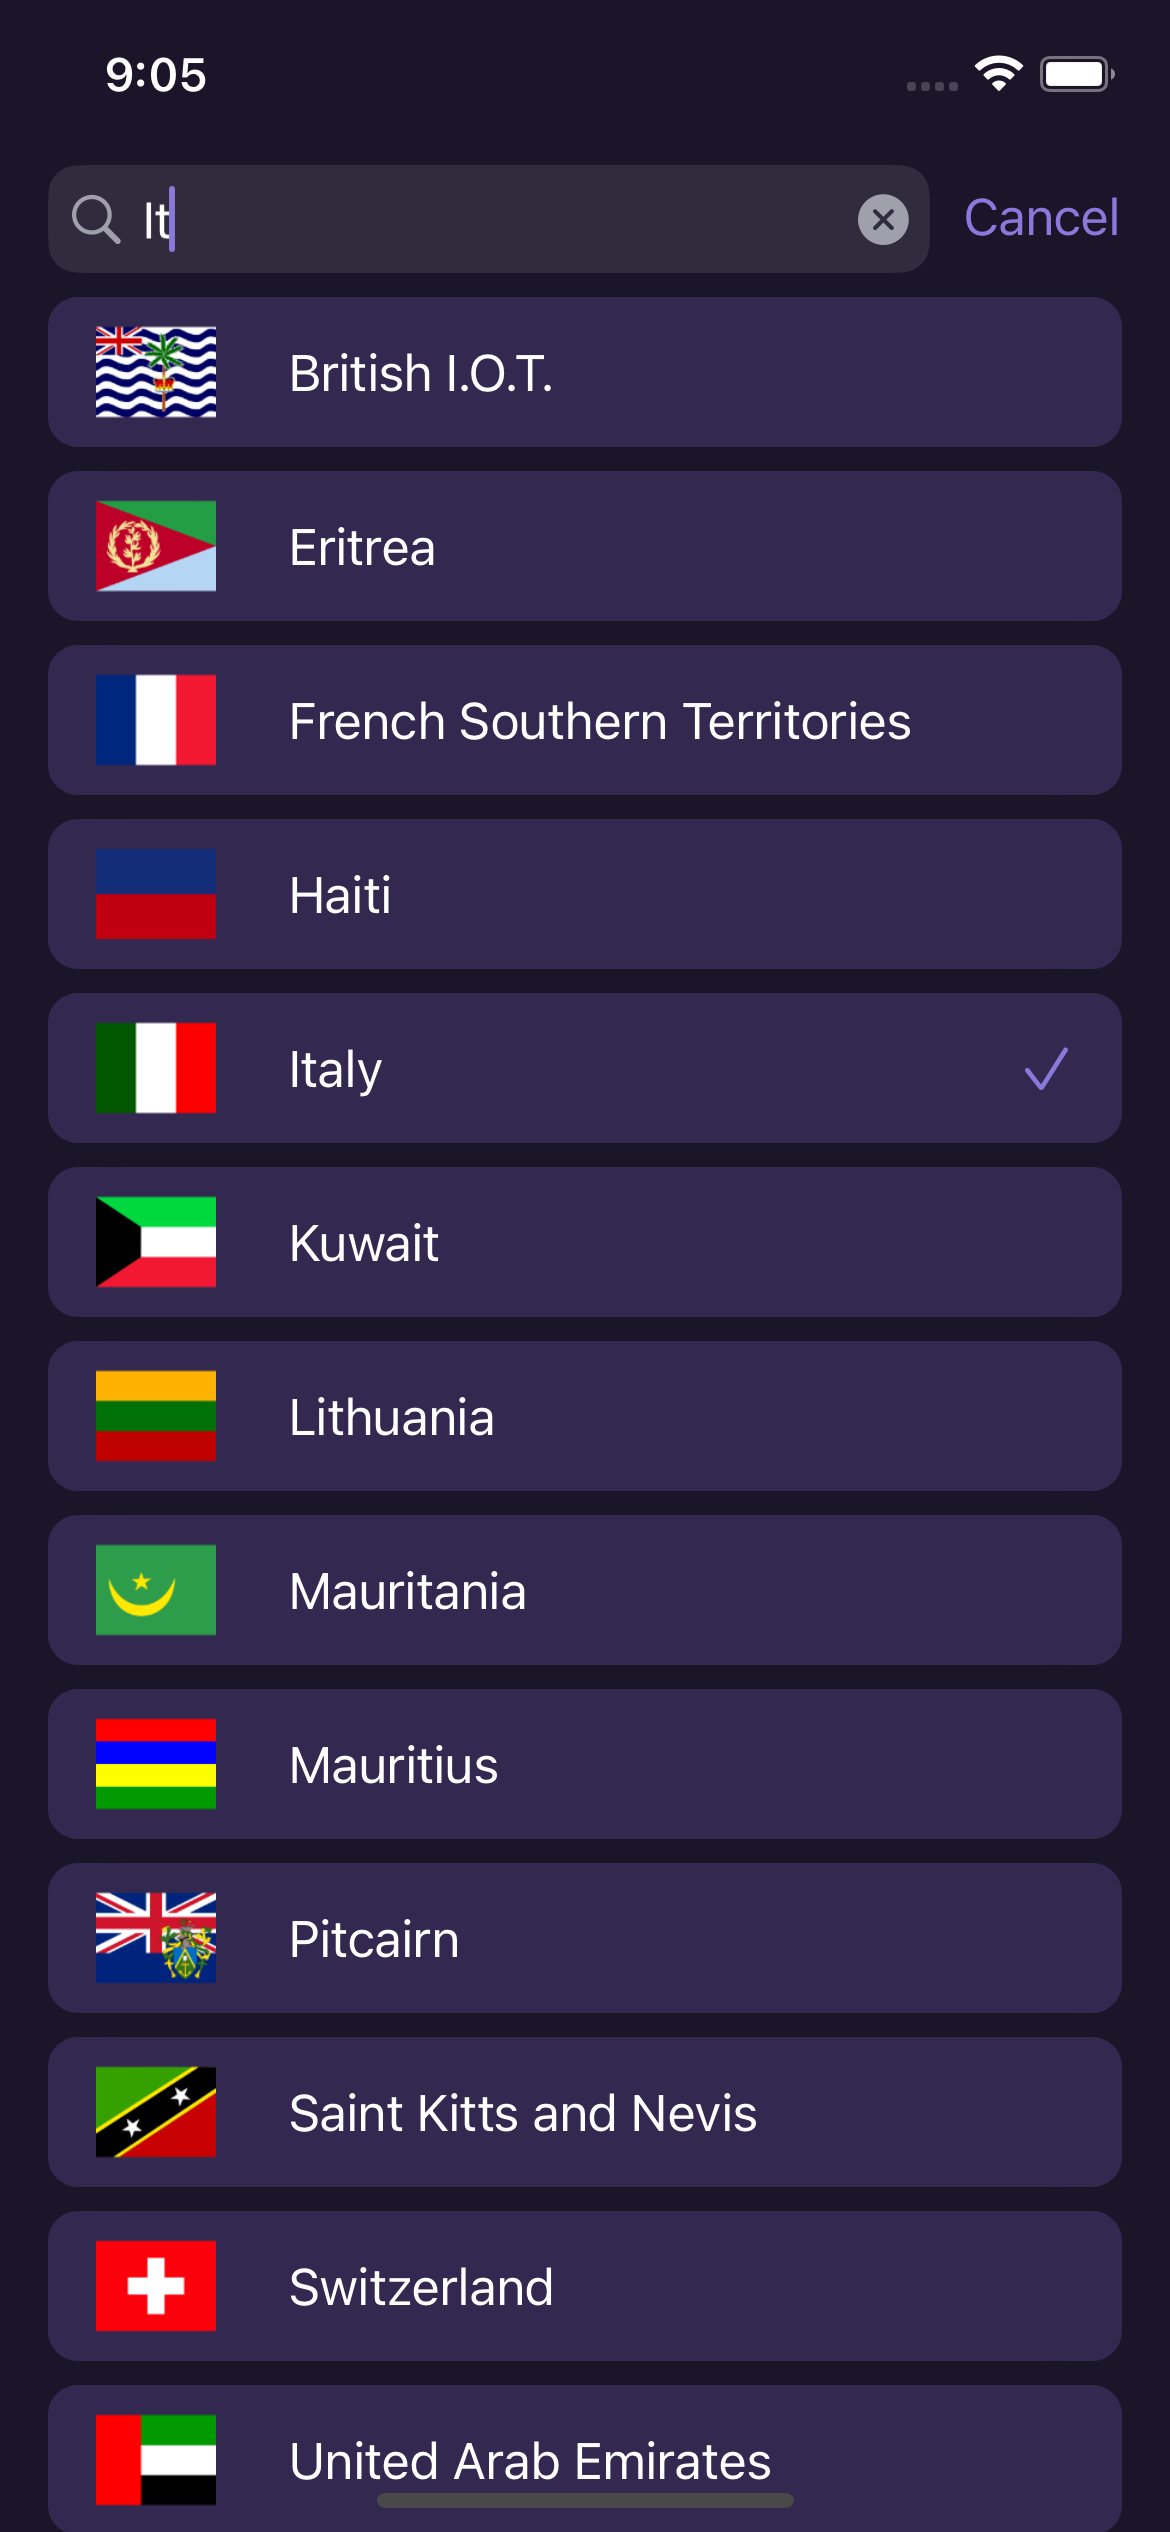 9:05
It
Cancel
British I.O.T.
Eritrea
French Southern Territories
Haiti
Italy
Kuwait
Lithuania
Mauritania
Mauritius
Pitcairn
Saint Kitts and Nevis
Switzerland
United Arab Emirates